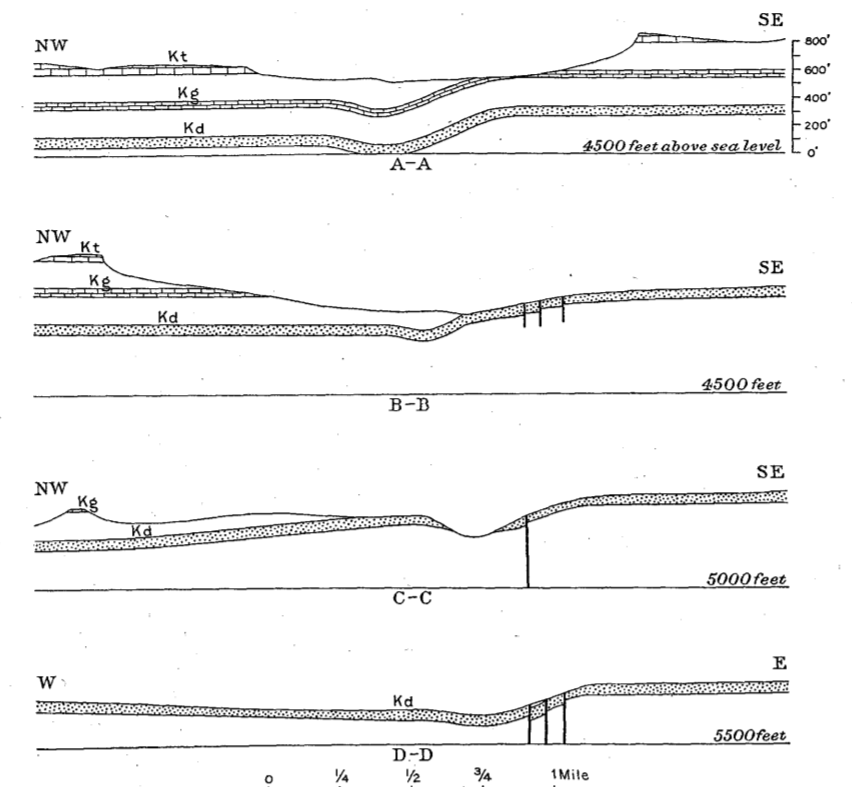 NW SE
Kt
800'
600'
Kg
400'
Kd
200'
4500 feet above sea level
0'
A-A
NW
Kt
SE
Kg
Kd
4500 feet
B-B
NW SE
Kg
Kd
5000 feet
C-C
W E
Kd
5500 feet
D-D
0 ¼ ½ ¾ 1 Mile